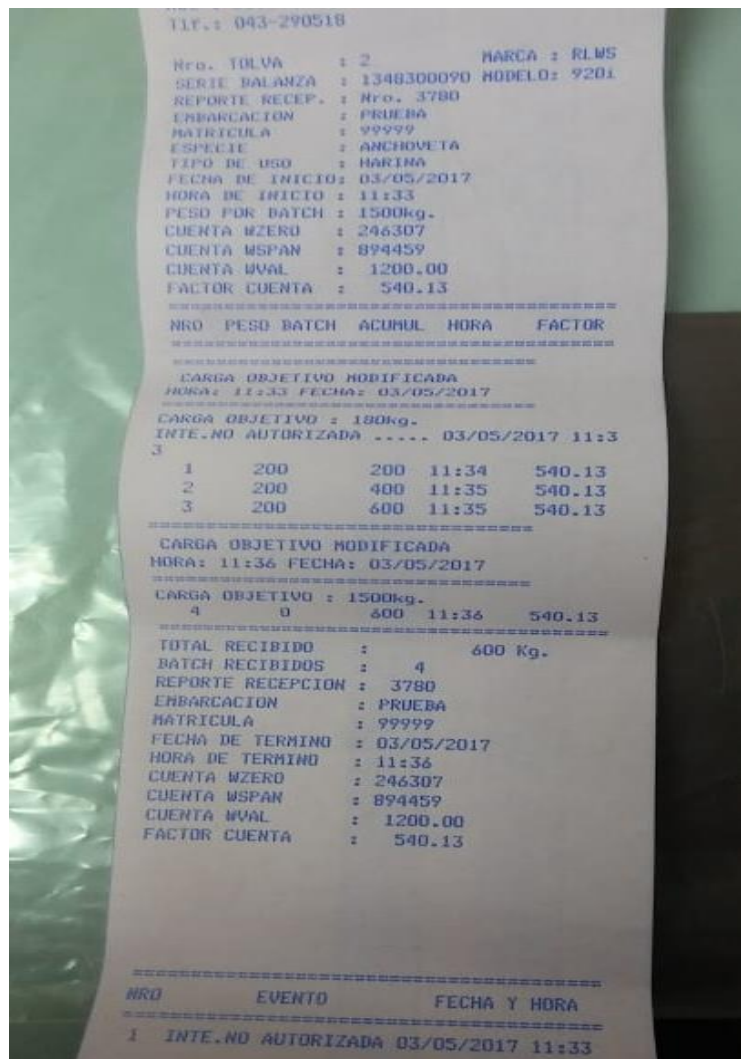 Tlf.: 043-290518
Nro. TOLVA : 2 MARCA : RLWS
SERIE BALANZA : 1348300090 MODELO: 920i
REPORTE RECEP. : Nro. 3780
EMBARCACION : PRUEBA
MATRICULA : 99999
ESPECIE : ANCHOVETA
TIPO DE USO : HARINA
FECHA DE INICIO: 03/05/2017
HORA DE INICIO : 11:33
PESO POR BATCH : 1500kg.
CUENTA WZERO : 246307
CUENTA WSPAN : 894459
CUENTA WVAL : 1200.00
FACTOR CUENTA : 540.13
NRO PESO BATCH ACUMUL HORA FACTOR
CARGA OBJETIVO MODIFICADA
HORA: 11:33 FECHA: 03/05/2017
CARGA OBJETIVO : 180kg.
INTE.NO AUTORIZADA ..... 03/05/2017 11:3
3
1 200 200 11:34 540.13
2 200 400 11:35 540.13
3 200 600 11:35 540.13
CARGA OBJETIVO MODIFICADA
HORA: 11:36 FECHA: 03/05/2017
CARGA OBJETIVO : 1500kg.
4 0 600 11:36 540.13
TOTAL RECIBIDO : 600 Kg.
BATCH RECIBIDOS : 4
REPORTE RECEPCION : 3780
EMBARCACION : PRUEBA
MATRICULA : 99999
FECHA DE TERMINO : 03/05/2017
HORA DE TERMINO : 11:36
CUENTA WZERO : 246307
CUENTA WSPAN : 894459
CUENTA WVAL : 1200.00
FACTOR CUENTA : 540.13
NRO EVENTO FECHA Y HORA
1 INTE.NO AUTORIZADA 03/05/2017 11:33